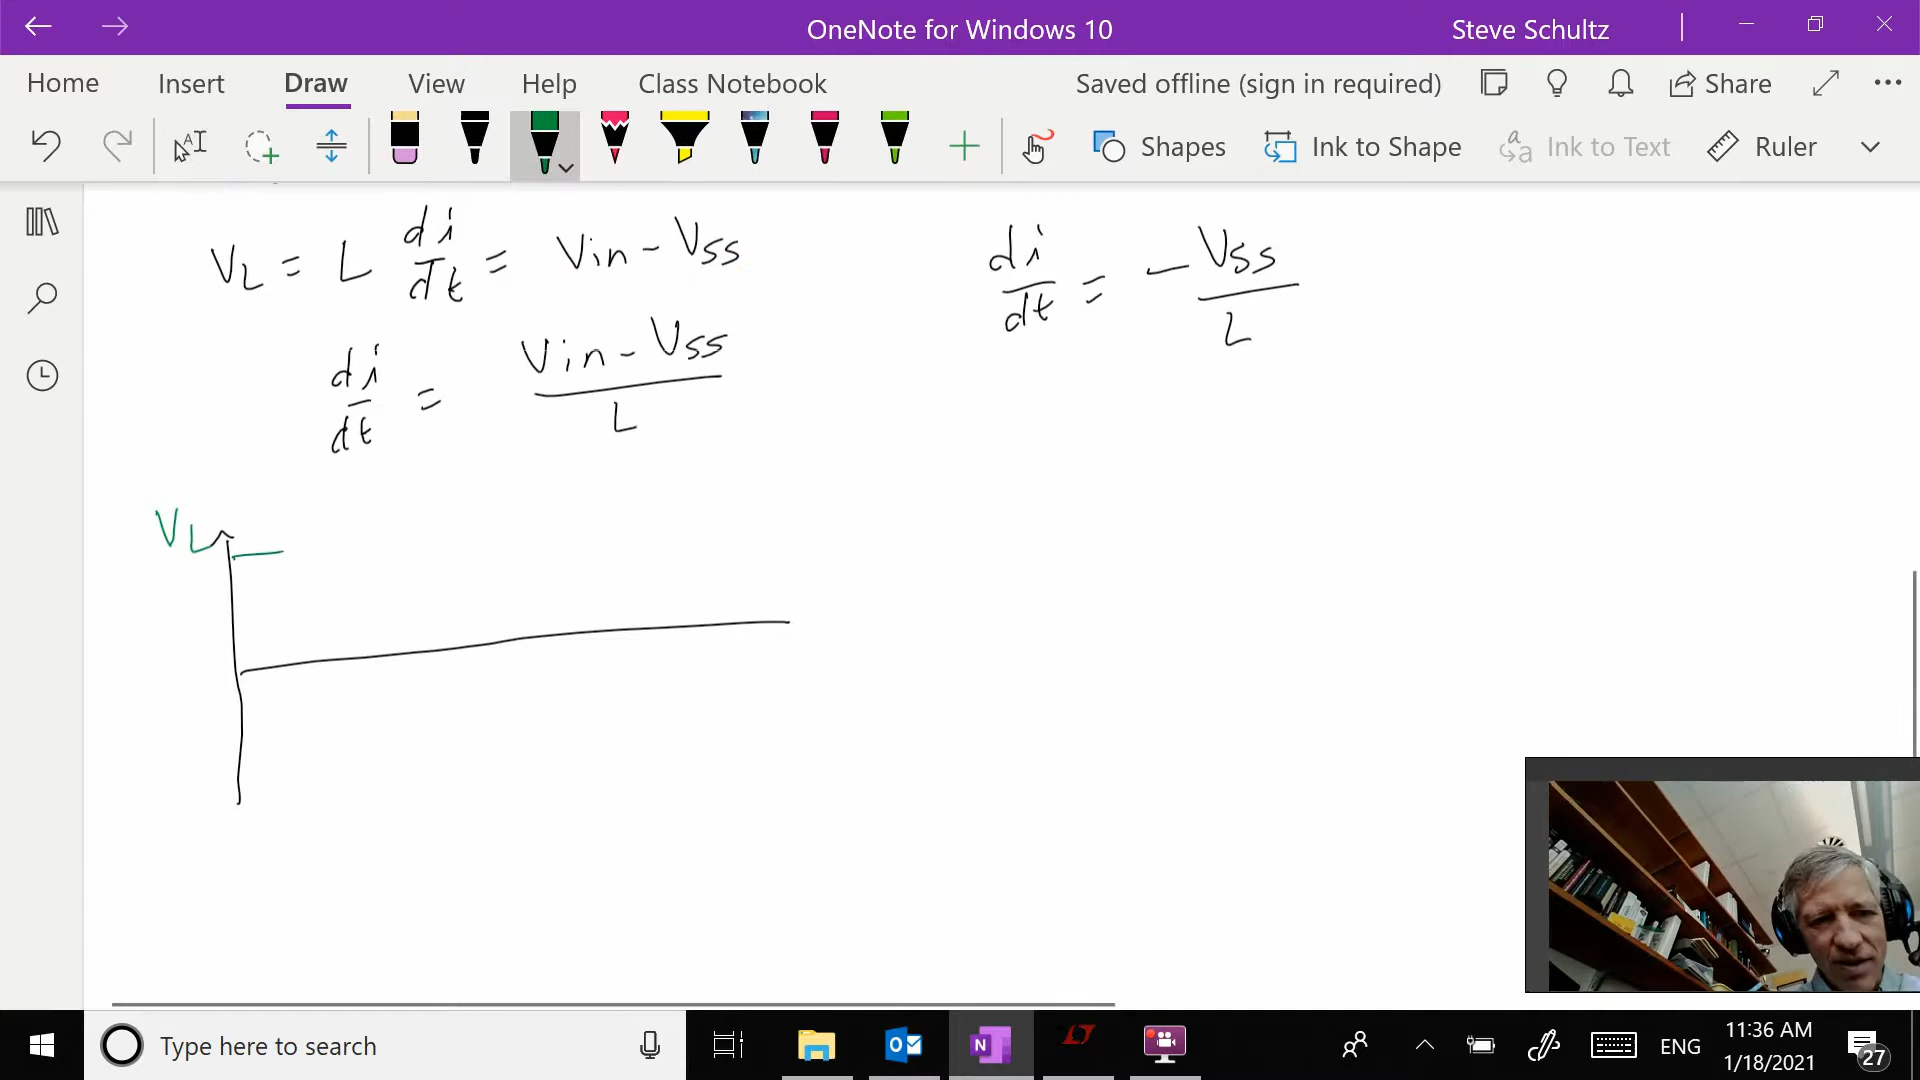 OneNote for Windows 10
Steve Schultz
Home Insert Draw View Help Class Notebook
Saved offline (sign in required) Share
Shapes Ink to Shape Ink to Text Ruler
VL = L di/dt = Vin - Vss
di/dt = Vin - Vss / L
di/dt = - Vss / L
VL
Type here to search
ENG
11:36 AM
1/18/2021
27